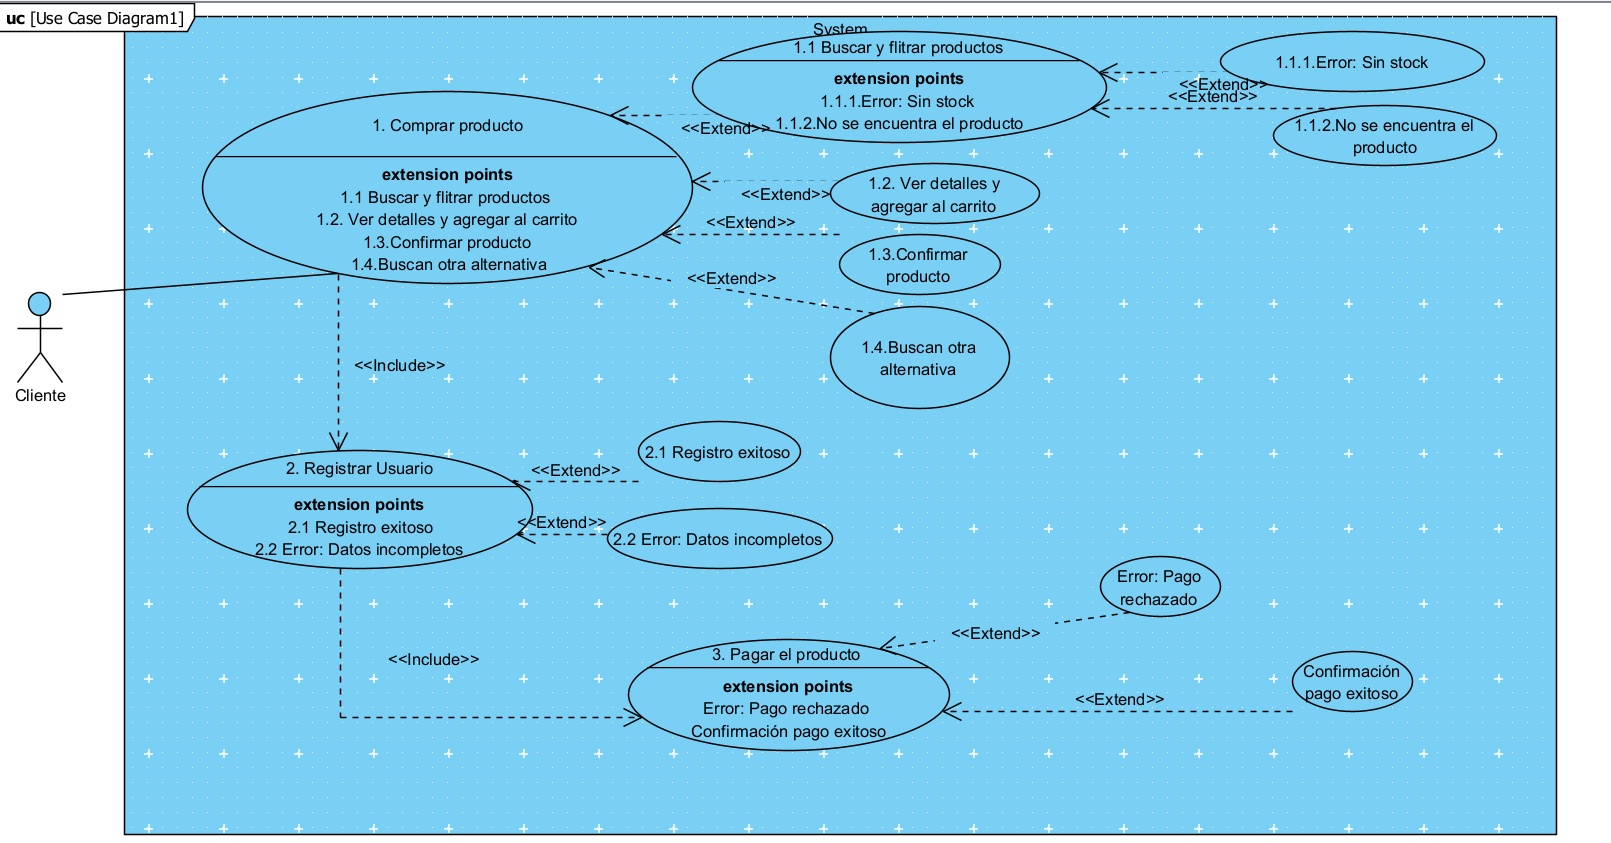 uc [Use Case Diagram1]
System
1.1 Buscar y flitrar productos
extension points
1.1.1.Error: Sin stock
1.1.2.No se encuentra el producto
1.1.1.Error: Sin stock
<<Extend>>
<<Extend>>
1.1.2.No se encuentra el
producto
<<Extend>>
1. Comprar producto
extension points
1.1 Buscar y flitrar productos
1.2. Ver detalles y agregar al carrito
1.3.Confirmar producto
1.4.Buscan otra alternativa
<<Extend>>
1.2. Ver detalles y
agregar al carrito
<<Extend>>
1.3.Confirmar
producto
<<Extend>>
1.4.Buscan otra
alternativa
Cliente
<<Include>>
2. Registrar Usuario
extension points
2.1 Registro exitoso
2.2 Error: Datos incompletos
<<Extend>>
2.1 Registro exitoso
<<Extend>>
2.2 Error: Datos incompletos
<<Include>>
3. Pagar el producto
extension points
Error: Pago rechazado
Confirmación pago exitoso
<<Extend>>
Error: Pago
rechazado
<<Extend>>
Confirmación
pago exitoso